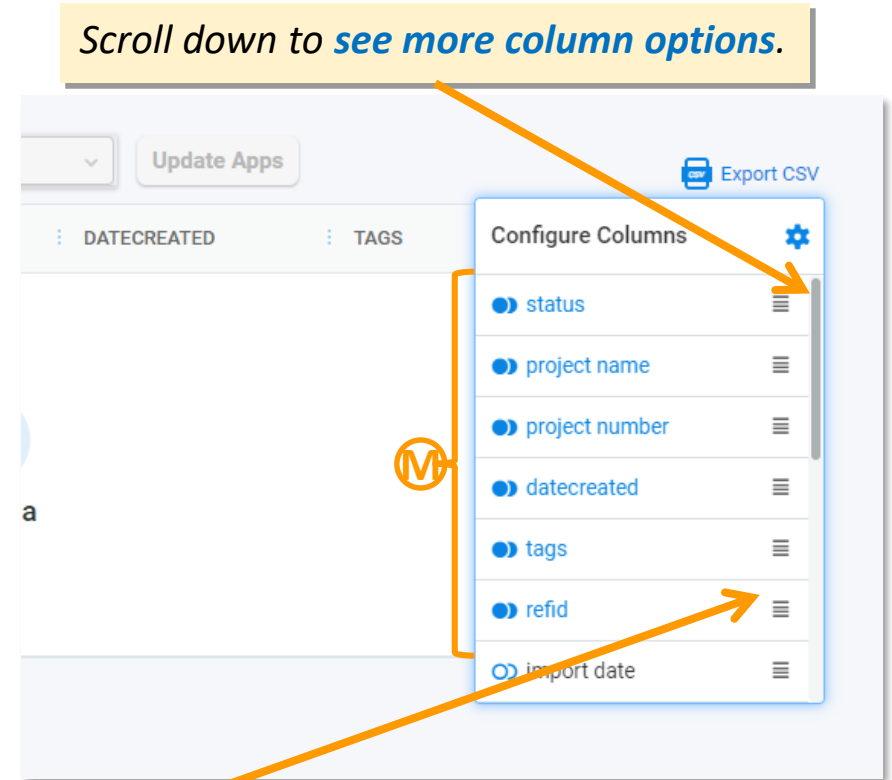 Scroll down to see more column options.
Update Apps
Export CSV
DATECREATED TAGS
Configure Columns
status
project name
project number
M
datecreated
a
tags
refid
import date